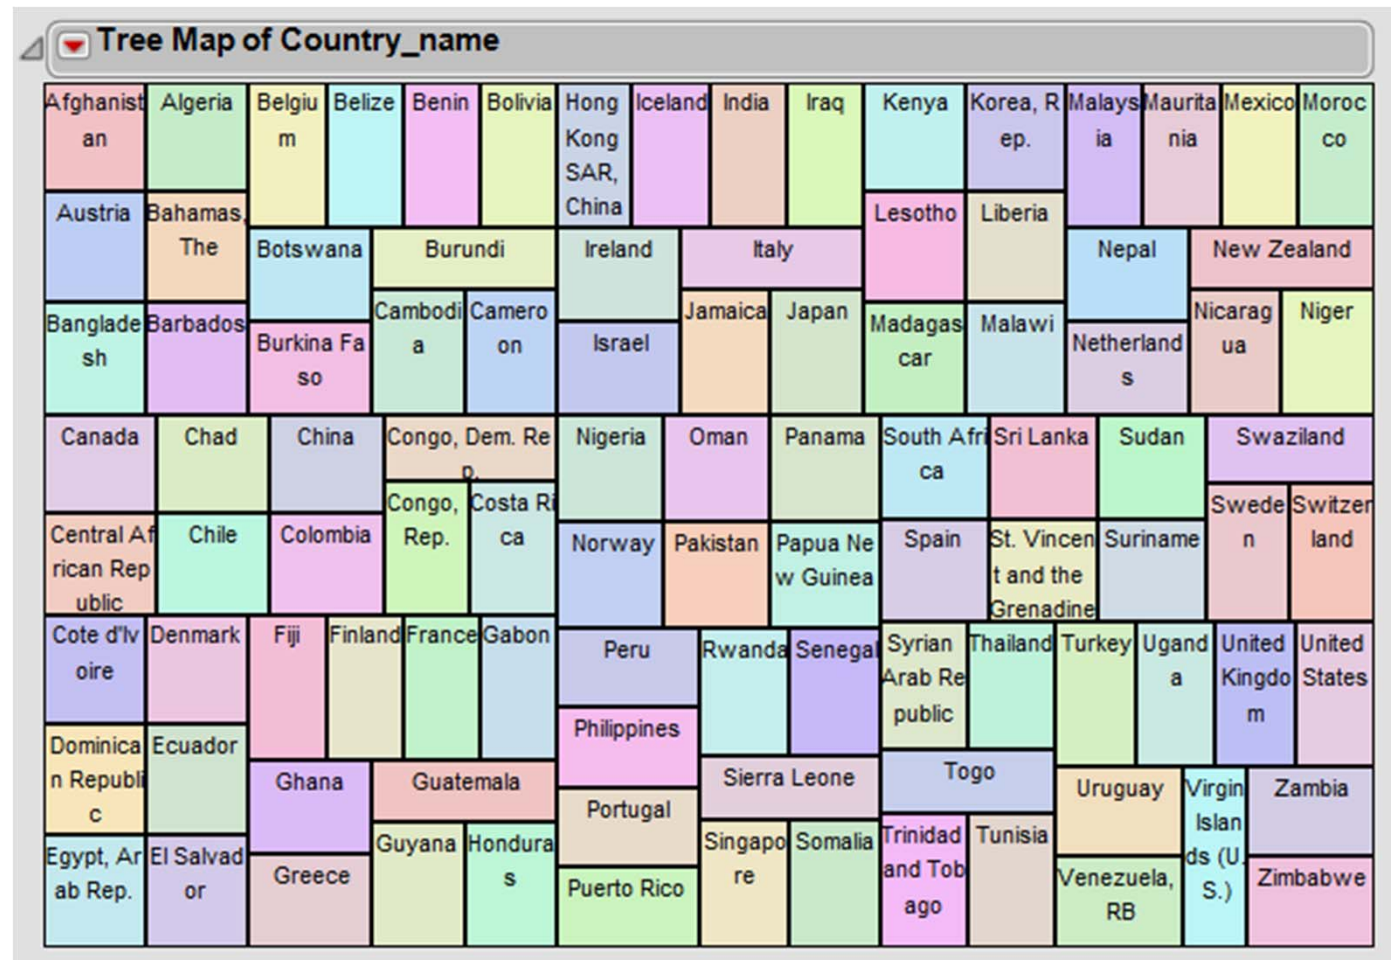 Tree Map of Country_name
Afghanist
an
Algeria
Belgiu
m
Belize
Benin
Bolivia
Hong
Kong
SAR,
China
Iceland
India
Iraq
Kenya
Korea, R
ep.
Malays
ia
Maurita
nia
Mexico
Moroc
co
Austria
Bahamas,
The
Botswana
Burundi
Ireland
Italy
Lesotho
Liberia
Nepal
New Zealand
Banglade
sh
Barbados
Burkina Fa
so
Cambodi
a
Camero
on
Israel
Jamaica
Japan
Madagas
car
Malawi
Netherland
s
Nicarag
ua
Niger
Canada
Chad
China
Congo, Dem. Re
p.
Nigeria
Oman
Panama
South Afri
ca
Sri Lanka
Sudan
Swaziland
Central Af
rican Rep
ublic
Chile
Colombia
Congo,
Rep.
Costa Ri
ca
Norway
Pakistan
Papua Ne
w Guinea
Spain
St. Vincen
t and the
Grenadine
Suriname
Swede
n
Switzer
land
Cote d'Iv
oire
Denmark
Fiji
Finland
France
Gabon
Peru
Rwanda
Senegal
Syrian
Arab Re
public
Thailand
Turkey
Ugand
a
United
Kingdo
m
United
States
Dominica
n Republi
c
Ecuador
Ghana
Guatemala
Philippines
Sierra Leone
Togo
Uruguay
Virgin
Islan
ds (U.
S.)
Zambia
Egypt, Ar
ab Rep.
El Salvad
or
Greece
Guyana
Hondura
s
Portugal
Puerto Rico
Singapo
re
Somalia
Trinidad
and Tob
ago
Tunisia
Venezuela,
RB
Zimbabwe